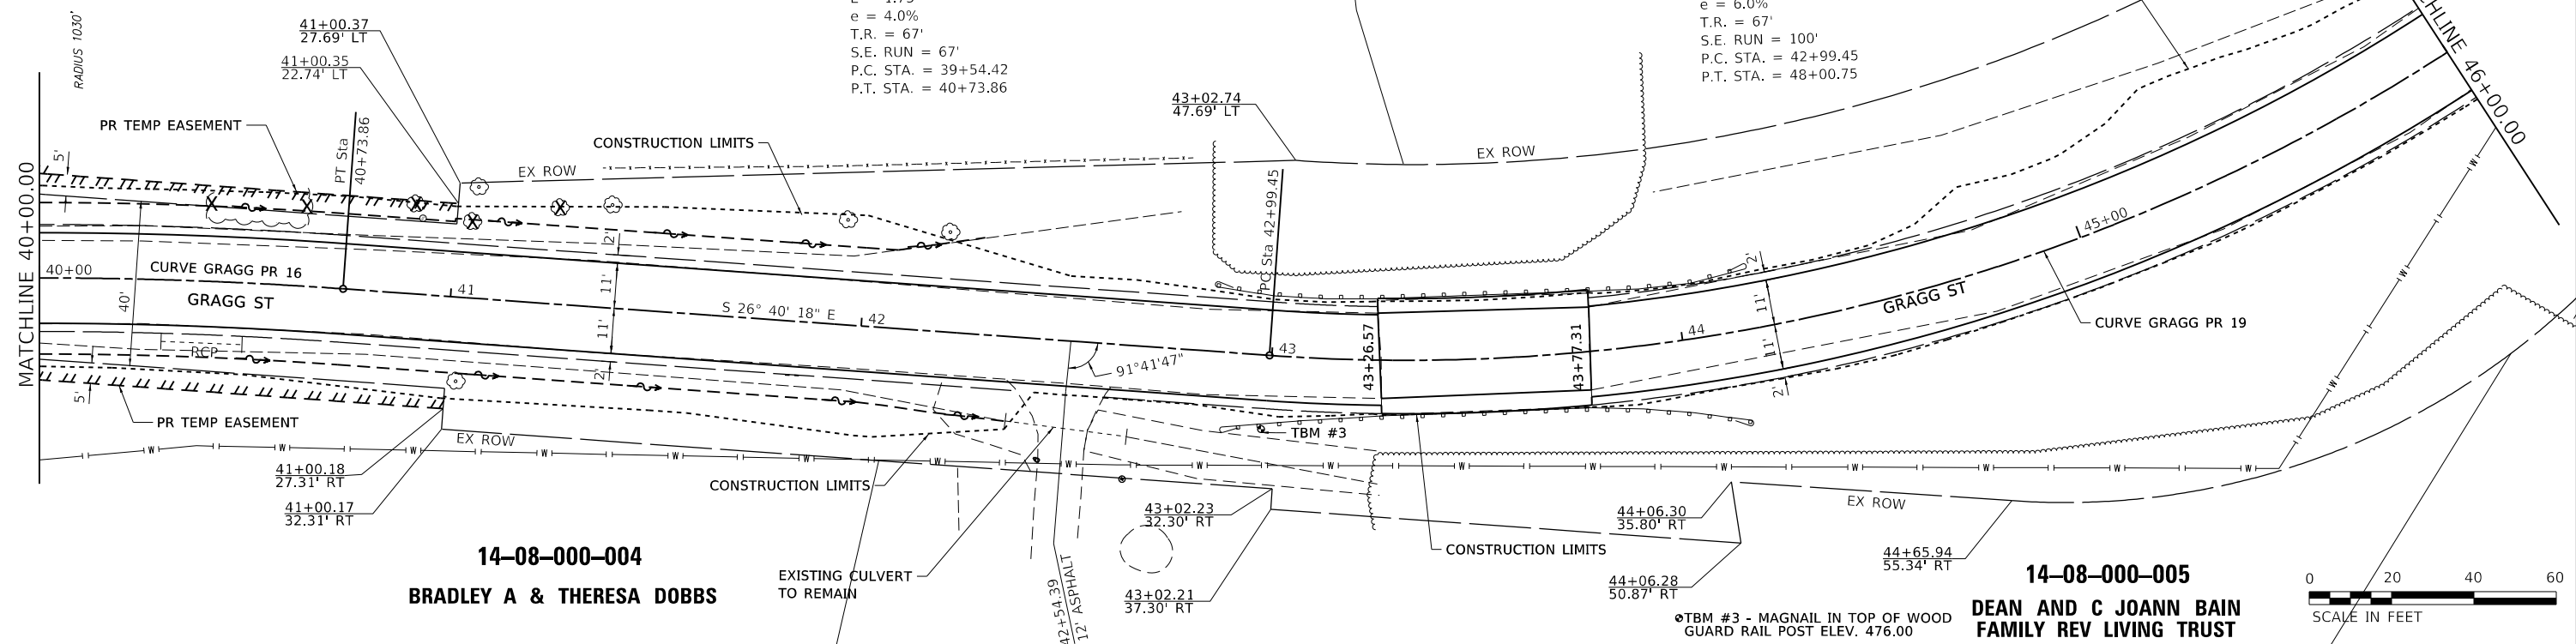 RADIUS 1030'
41+00.37
27.69' LT
41+00.35
22.74' LT
e = 4.0%
T.R. = 67'
S.E. RUN = 67'
P.C. STA. = 39+54.42
P.T. STA. = 40+73.86
e = 6.0%
T.R. = 67'
S.E. RUN = 100'
P.C. STA. = 42+99.45
P.T. STA. = 48+00.75
MATCHLINE 40+00.00
HLINE 46+00.00
PR TEMP EASEMENT
5'
PT Sta
40+73.86
CONSTRUCTION LIMITS
EX ROW
43+02.74
47.69' LT
EX ROW
PC Sta 42+99.45
40+00
CURVE GRAGG PR 16
GRAGG ST
40'
41
2'
11'
11'
2'
S 26° 40' 18" E
42
91°41'47"
43
43+26.57
43+77.31
44
2'
11'
11'
2'
GRAGG ST
45+00
CURVE GRAGG PR 19
RCP
5'
PR TEMP EASEMENT
EX ROW
W W W W W W W W W W W W W W W W W
W
W
W
41+00.18
27.31' RT
41+00.17
32.31' RT
CONSTRUCTION LIMITS
EXISTING CULVERT
TO REMAIN
42+54.39
12' ASPHALT
TBM #3
43+02.23
32.30' RT
43+02.21
37.30' RT
CONSTRUCTION LIMITS
44+06.30
35.80' RT
44+06.28
50.87' RT
EX ROW
44+65.94
55.34' RT
14–08–000–004
BRADLEY A & THERESA DOBBS
TBM #3 - MAGNAIL IN TOP OF WOOD
GUARD RAIL POST ELEV. 476.00
14–08–000–005
DEAN AND C JOANN BAIN
FAMILY REV LIVING TRUST
0 20 40 60
SCALE IN FEET